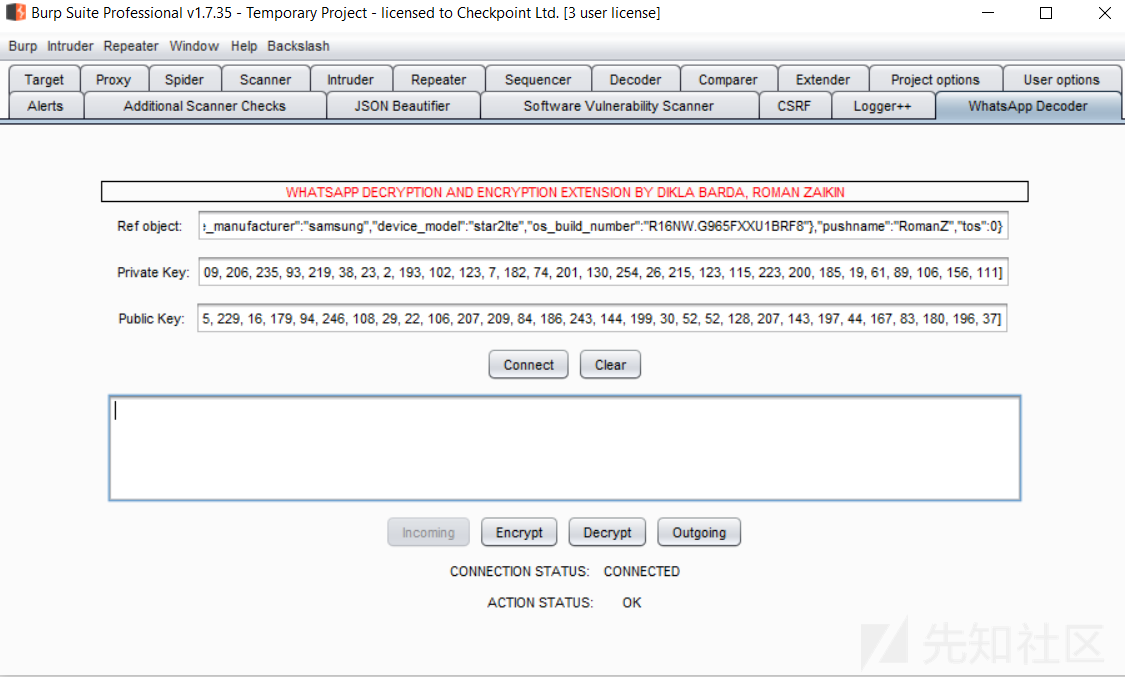 Burp Suite Professional v1.7.35 - Temporary Project - licensed to Checkpoint Ltd. [3 user license]
Burp Intruder Repeater Window Help Backslash
Target Proxy Spider Scanner Intruder Repeater Sequencer Decoder Comparer Extender Project options User options
Alerts Additional Scanner Checks JSON Beautifier Software Vulnerability Scanner CSRF Logger++ WhatsApp Decoder
WHATSAPP DECRYPTION AND ENCRYPTION EXTENSION BY DIKLA BARDA, ROMAN ZAIKIN
Ref object: _manufacturer":"samsung","device_model":"star2lte","os_build_number":"R16NW.G965FXXU1BRF8"},"pushname":"RomanZ","tos":0}
Private Key: 09, 206, 235, 93, 219, 38, 23, 2, 193, 102, 123, 7, 182, 74, 201, 130, 254, 26, 215, 123, 115, 223, 200, 185, 19, 61, 89, 106, 156, 111]
Public Key: 5, 229, 16, 179, 94, 246, 108, 29, 22, 106, 207, 209, 84, 186, 243, 144, 199, 30, 52, 52, 128, 207, 143, 197, 44, 167, 83, 180, 196, 37]
Connect Clear
Incoming Encrypt Decrypt Outgoing
CONNECTION STATUS: CONNECTED
ACTION STATUS: OK
先知社区